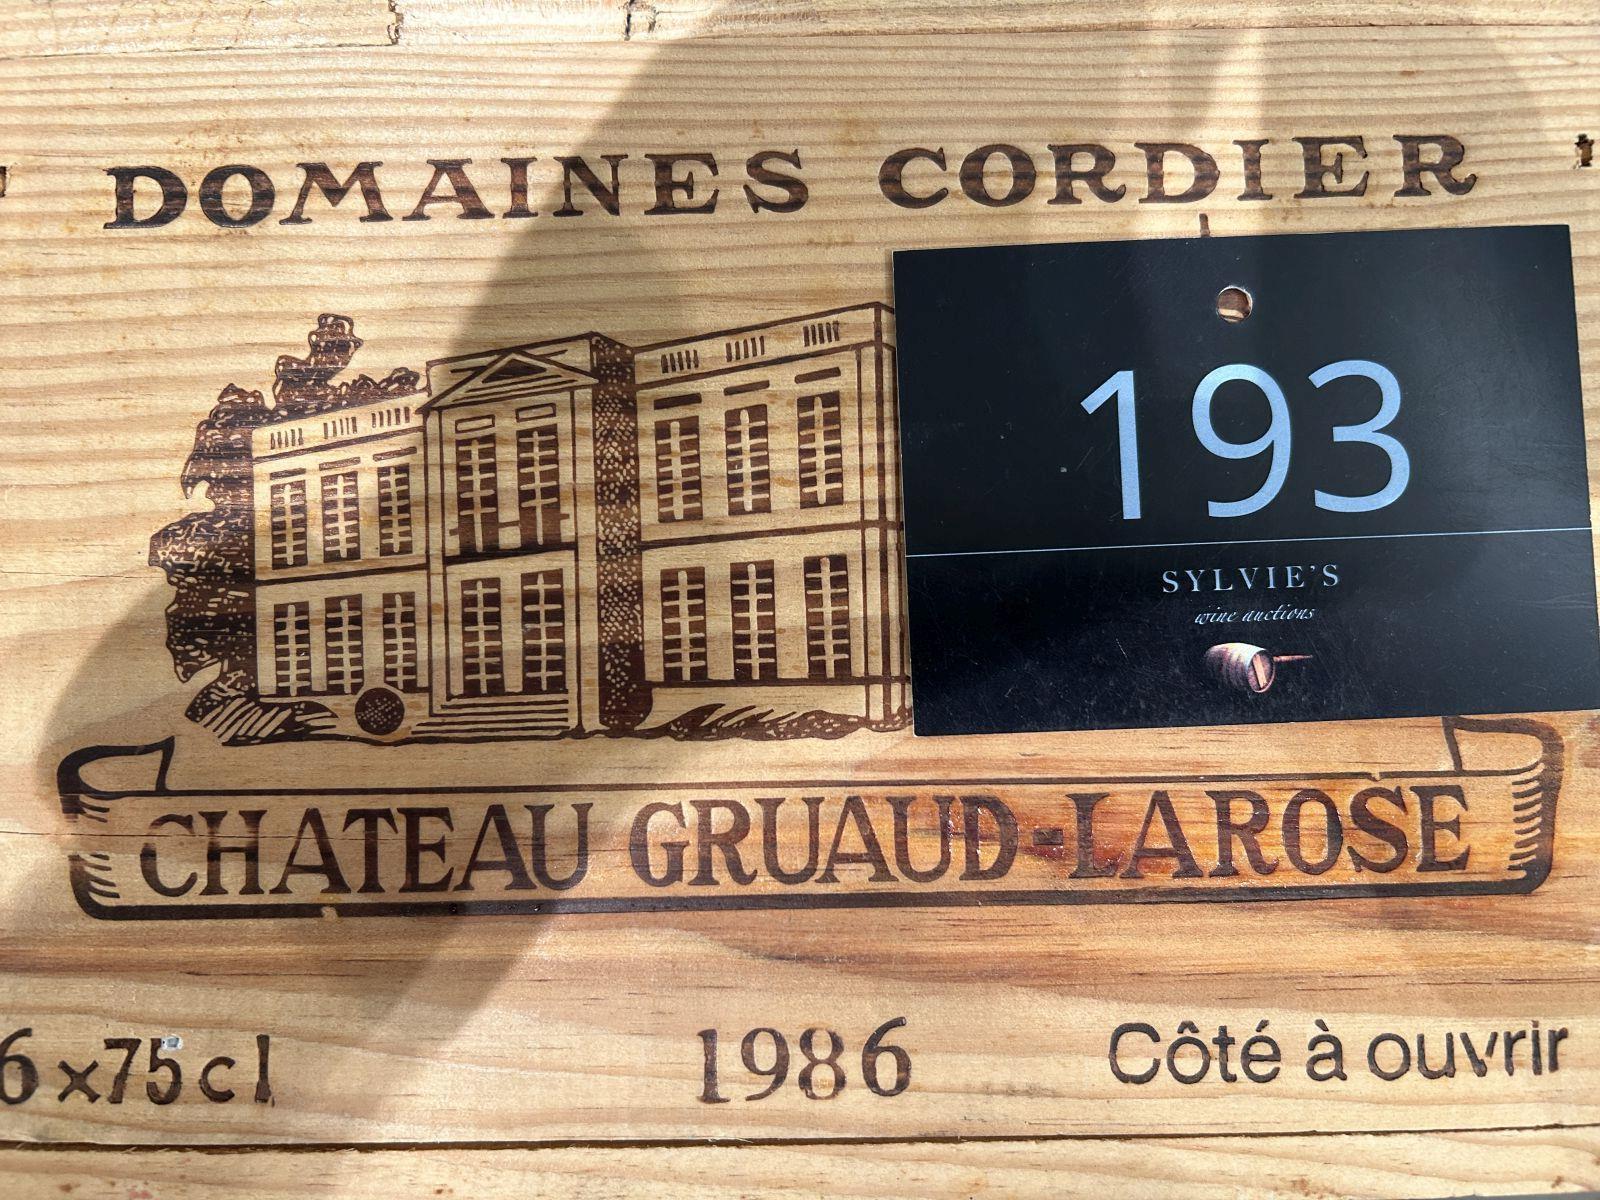 DOMAINES CORDIER
193
SYLVIE'S
wine auctions
CHATEAU GRUAUD-LAROSE
6x75cl
1986
Côté à ouvrir